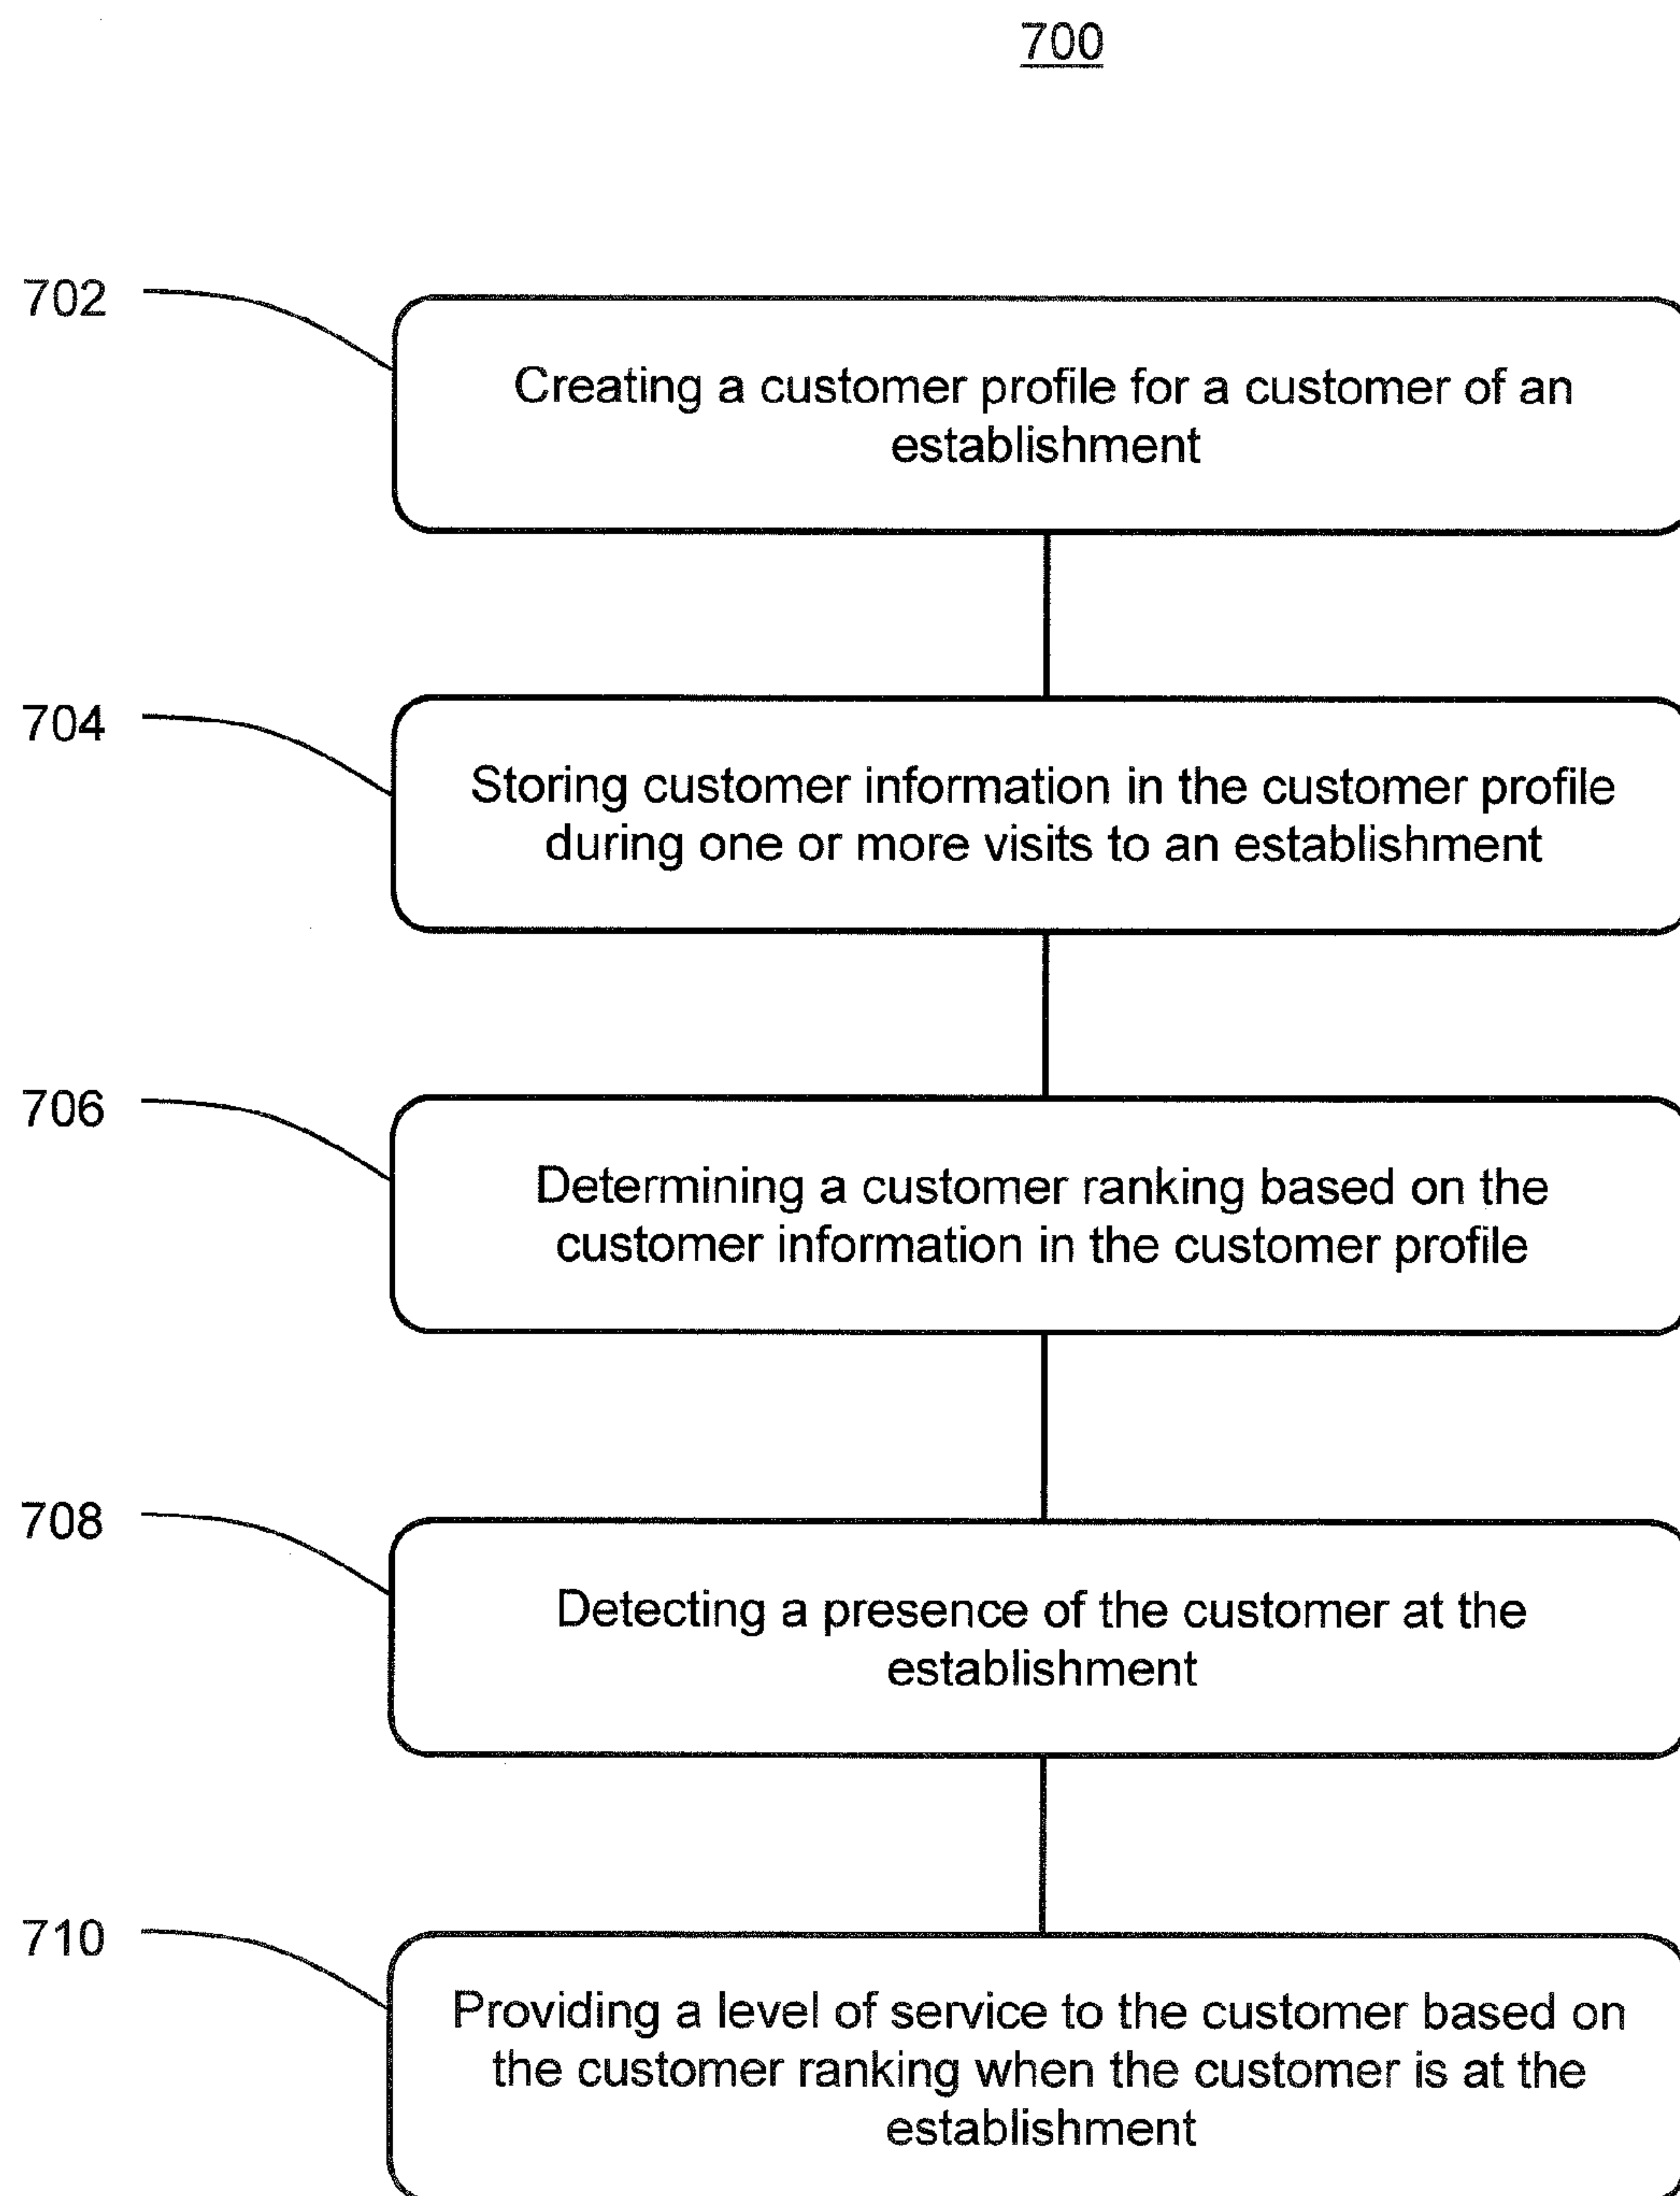 700
702
Creating a customer profile for a customer of an
establishment
704
Storing customer information in the customer profile
during one or more visits to an establishment
706
Determining a customer ranking based on the
customer information in the customer profile
708
Detecting a presence of the customer at the
establishment
710
Providing a level of service to the customer based on
the customer ranking when the customer is at the
establishment